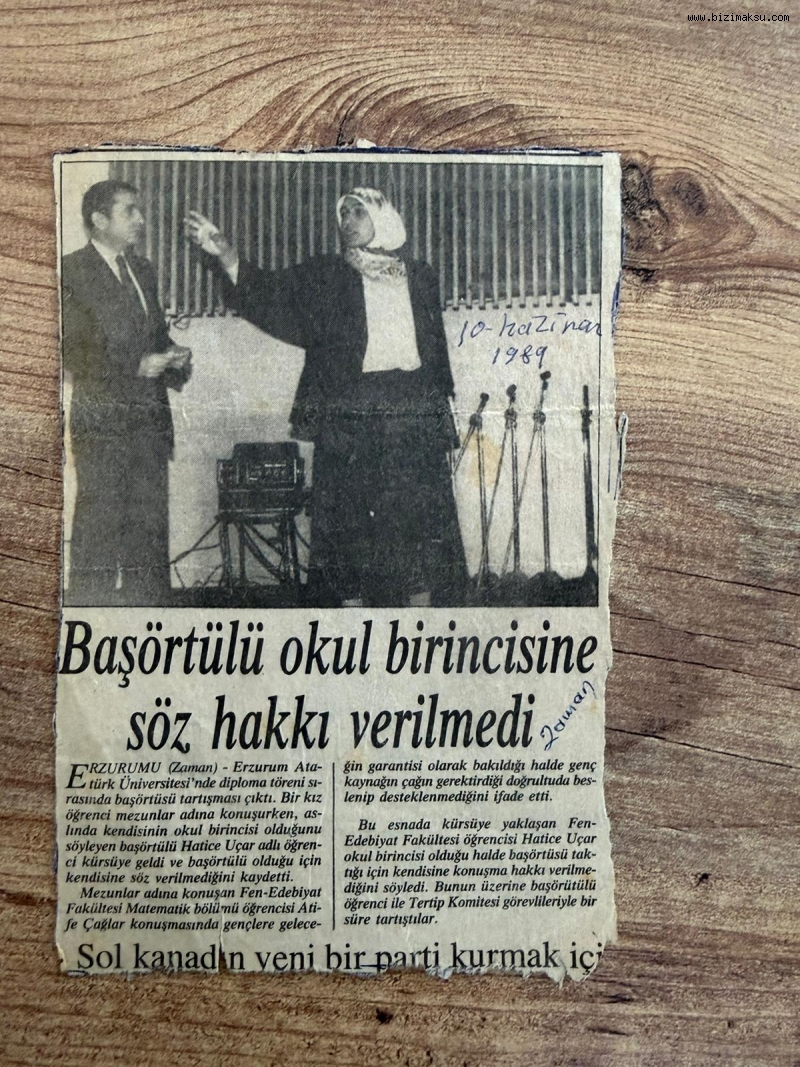 www.bizimaksu.com
10-haziran
1989
Başörtülü okul birincisine
söz hakkı verilmedi
Zaman
ERZURUMU (Zaman) - Erzurum Ata-
türk Üniversitesi'nde diploma töreni sı-
rasında başörtüsü tartışması çıktı. Bir kız
öğrenci mezunlar adına konuşurken, as-
lında kendisinin okul birincisi olduğunu
söyleyen başörtülü Hatice Uçar adlı öğren-
ci kürsüye geldi ve başörtülü olduğu için
kendisine söz verilmediğini kaydetti.
Mezunlar adına konuşan Fen-Edebiyat
Fakültesi Matematik bölümü öğrencisi Ati-
fe Çağlar konuşmasında gençlere gelece-
ğin garantisi olarak bakıldığı halde genç
kaynağın çağın gerektirdiği doğrultuda bes-
lenip desteklenmediğini ifade etti.
Bu esnada kürsüye yaklaşan Fen-
Edebiyat Fakültesi öğrencisi Hatice Uçar
okul birincisi olduğu halde başörtüsü tak-
tığı için kendisine konuşma hakkı verilme-
diğini söyledi. Bunun üzerine başörütülü
öğrenci ile Tertip Komitesi görevlileriyle bir
süre tartıştılar.
Sol kanadın yeni bir parti kurmak içi